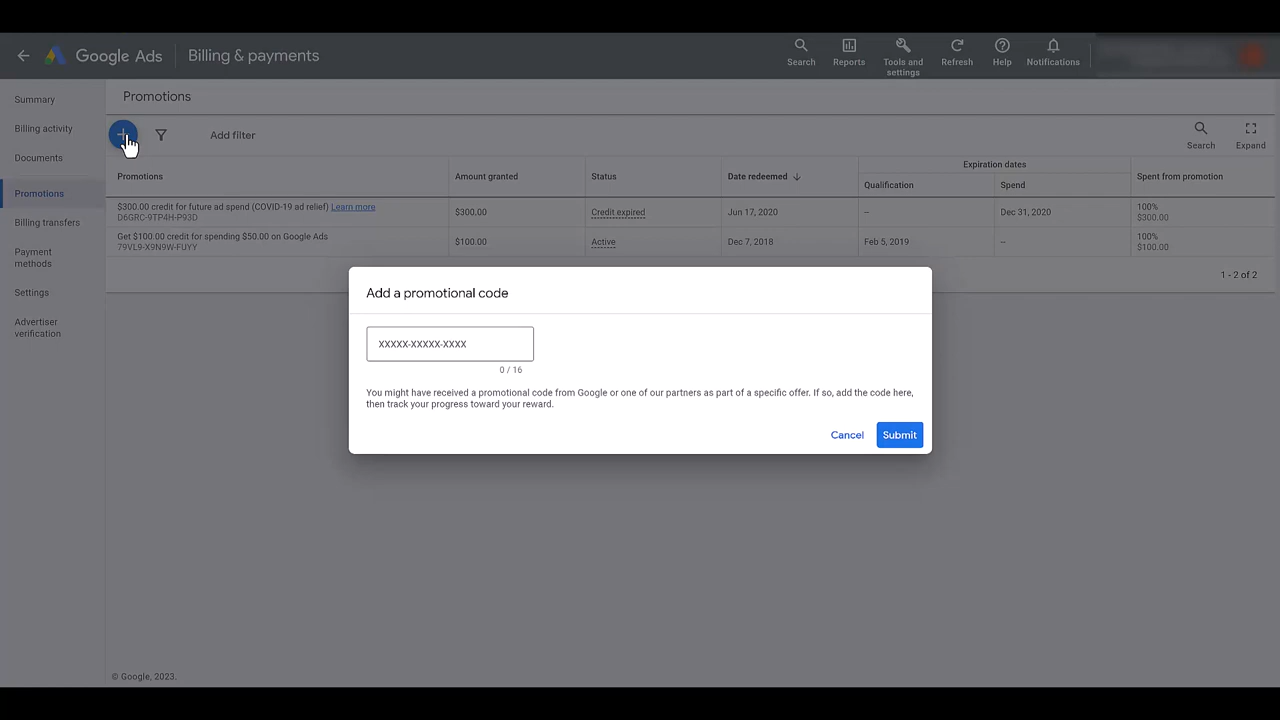 Google Ads
Billing & payments
Search
Reports
Tools and
settings
Refresh
Help
Notifications
Summary
Billing activity
Documents
Promotions
Billing transfers
Payment
methods
Settings
Advertiser
verification
Promotions
Add filter
Search
Expand
Promotions
Amount granted
Status
Date redeemed
Expiration dates
Qualification
Spend
Spent from promotion
$300.00 credit for future ad spend (COVID-19 ad relief) Learn more
D6GRC-9TP4H-P93D
$300.00
Credit expired
Jun 17, 2020
–
Dec 31, 2020
100%
$300.00
Get $100.00 credit for spending $50.00 on Google Ads
79VL9-X9N9W-FUYY
$100.00
Active
Dec 7, 2018
Feb 5, 2019
–
100%
$100.00
1 - 2 of 2
Add a promotional code
XXXXX-XXXXX-XXXX
0 / 16
You might have received a promotional code from Google or one of our partners as part of a specific offer. If so, add the code here,
then track your progress toward your reward.
Cancel
Submit
© Google, 2023.